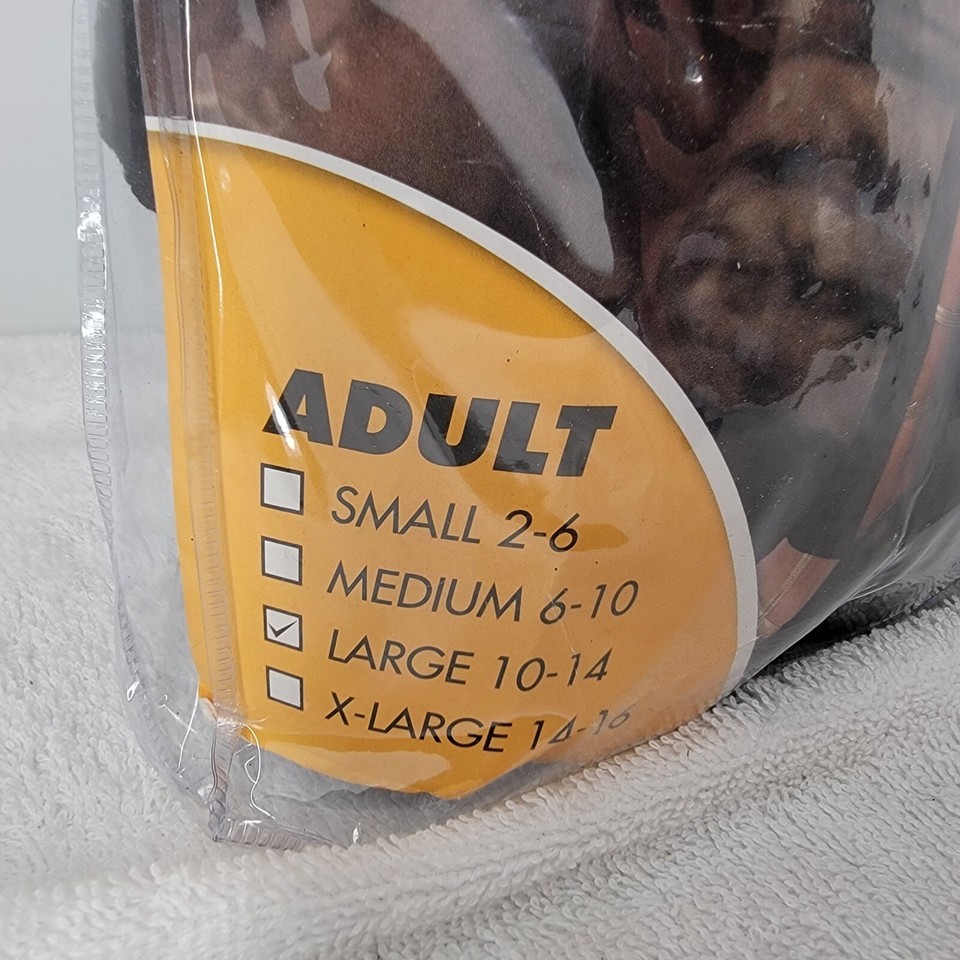 ADULT
SMALL 2-6
MEDIUM 6-10
LARGE 10-14
X-LARGE 14-16